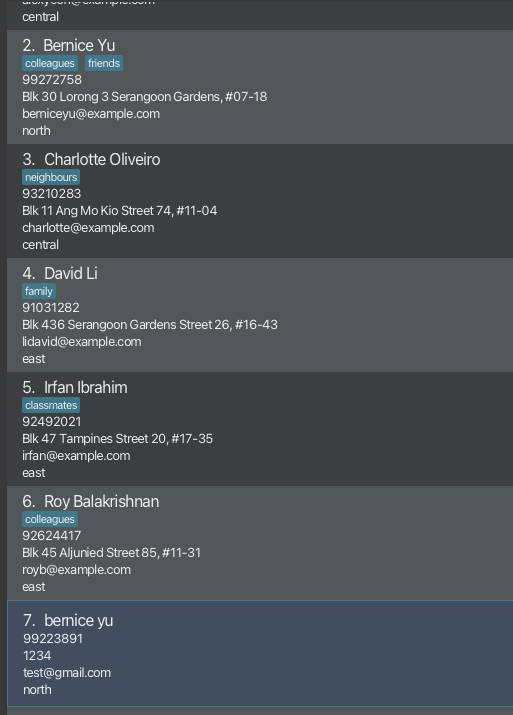 alexyeoh@example.com
central
2. Bernice Yu
colleagues friends
99272758
Blk 30 Lorong 3 Serangoon Gardens, #07-18
berniceyu@example.com
north
3. Charlotte Oliveiro
neighbours
93210283
Blk 11 Ang Mo Kio Street 74, #11-04
charlotte@example.com
central
4. David Li
family
91031282
Blk 436 Serangoon Gardens Street 26, #16-43
lidavid@example.com
east
5. Irfan Ibrahim
classmates
92492021
Blk 47 Tampines Street 20, #17-35
irfan@example.com
east
6. Roy Balakrishnan
colleagues
92624417
Blk 45 Aljunied Street 85, #11-31
royb@example.com
east
7. bernice yu
99223891
1234
test@gmail.com
north